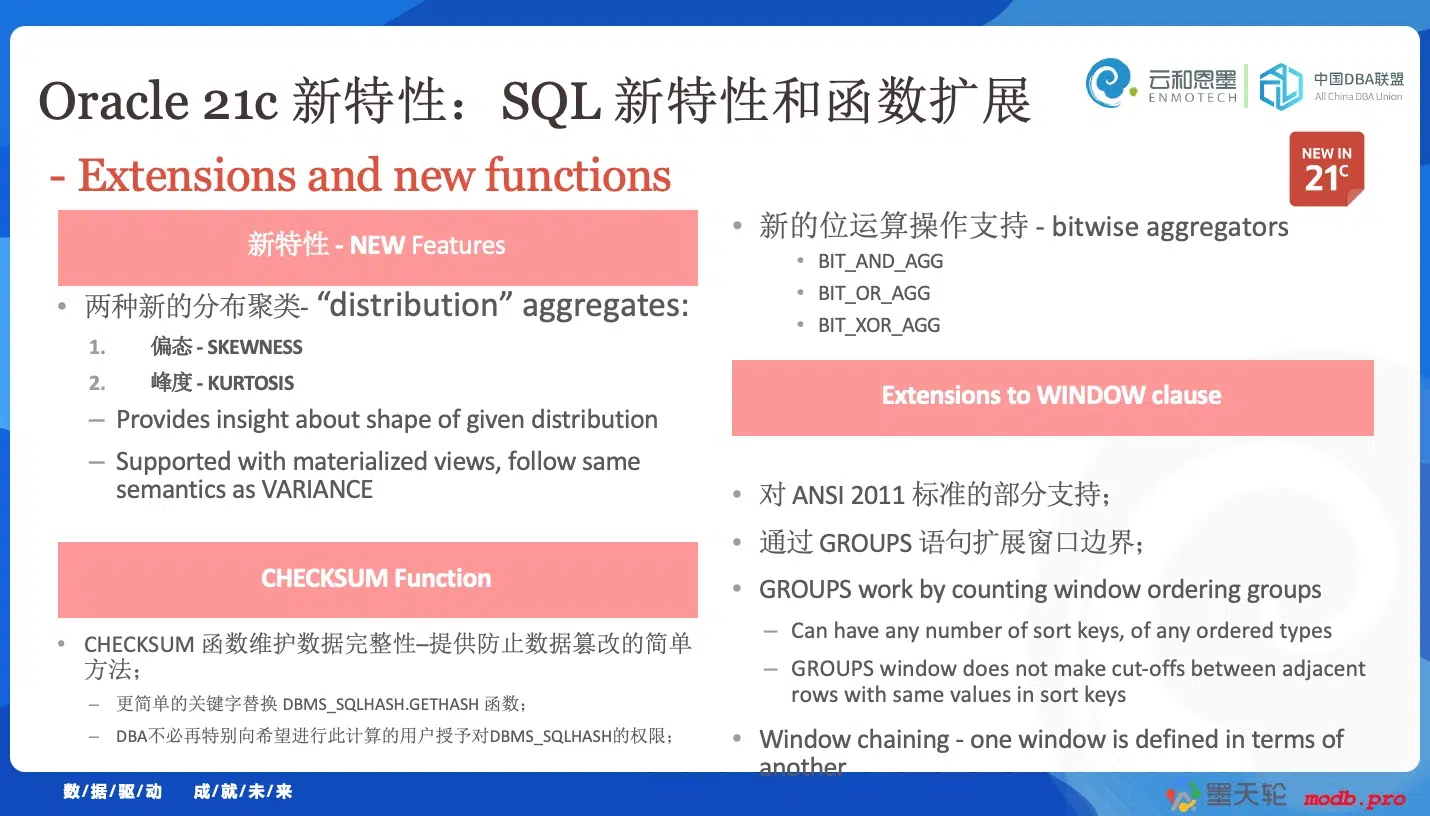 Oracle 21c 新特性：SQL 新特性和函数扩展
云和恩墨
ENMOTECH
中国DBA联盟
All China DBA Union
- Extensions and new functions
NEW IN
21c
新特性 - NEW Features
• 两种新的分布聚类- “distribution” aggregates:
1. 偏态 - SKEWNESS
2. 峰度 - KURTOSIS
– Provides insight about shape of given distribution
– Supported with materialized views, follow same
semantics as VARIANCE
CHECKSUM Function
• CHECKSUM 函数维护数据完整性–提供防止数据篡改的简单
方法；
– 更简单的关键字替换 DBMS_SQLHASH.GETHASH 函数；
– DBA不必再特别向希望进行此计算的用户授予对DBMS_SQLHASH的权限；
• 新的位运算操作支持 - bitwise aggregators
• BIT_AND_AGG
• BIT_OR_AGG
• BIT_XOR_AGG
Extensions to WINDOW clause
• 对 ANSI 2011 标准的部分支持；
• 通过 GROUPS 语句扩展窗口边界；
• GROUPS work by counting window ordering groups
– Can have any number of sort keys, of any ordered types
– GROUPS window does not make cut-offs between adjacent
rows with same values in sort keys
• Window chaining - one window is defined in terms of
another
数/据/驱/动 成/就/未/来
墨天轮 modb.pro